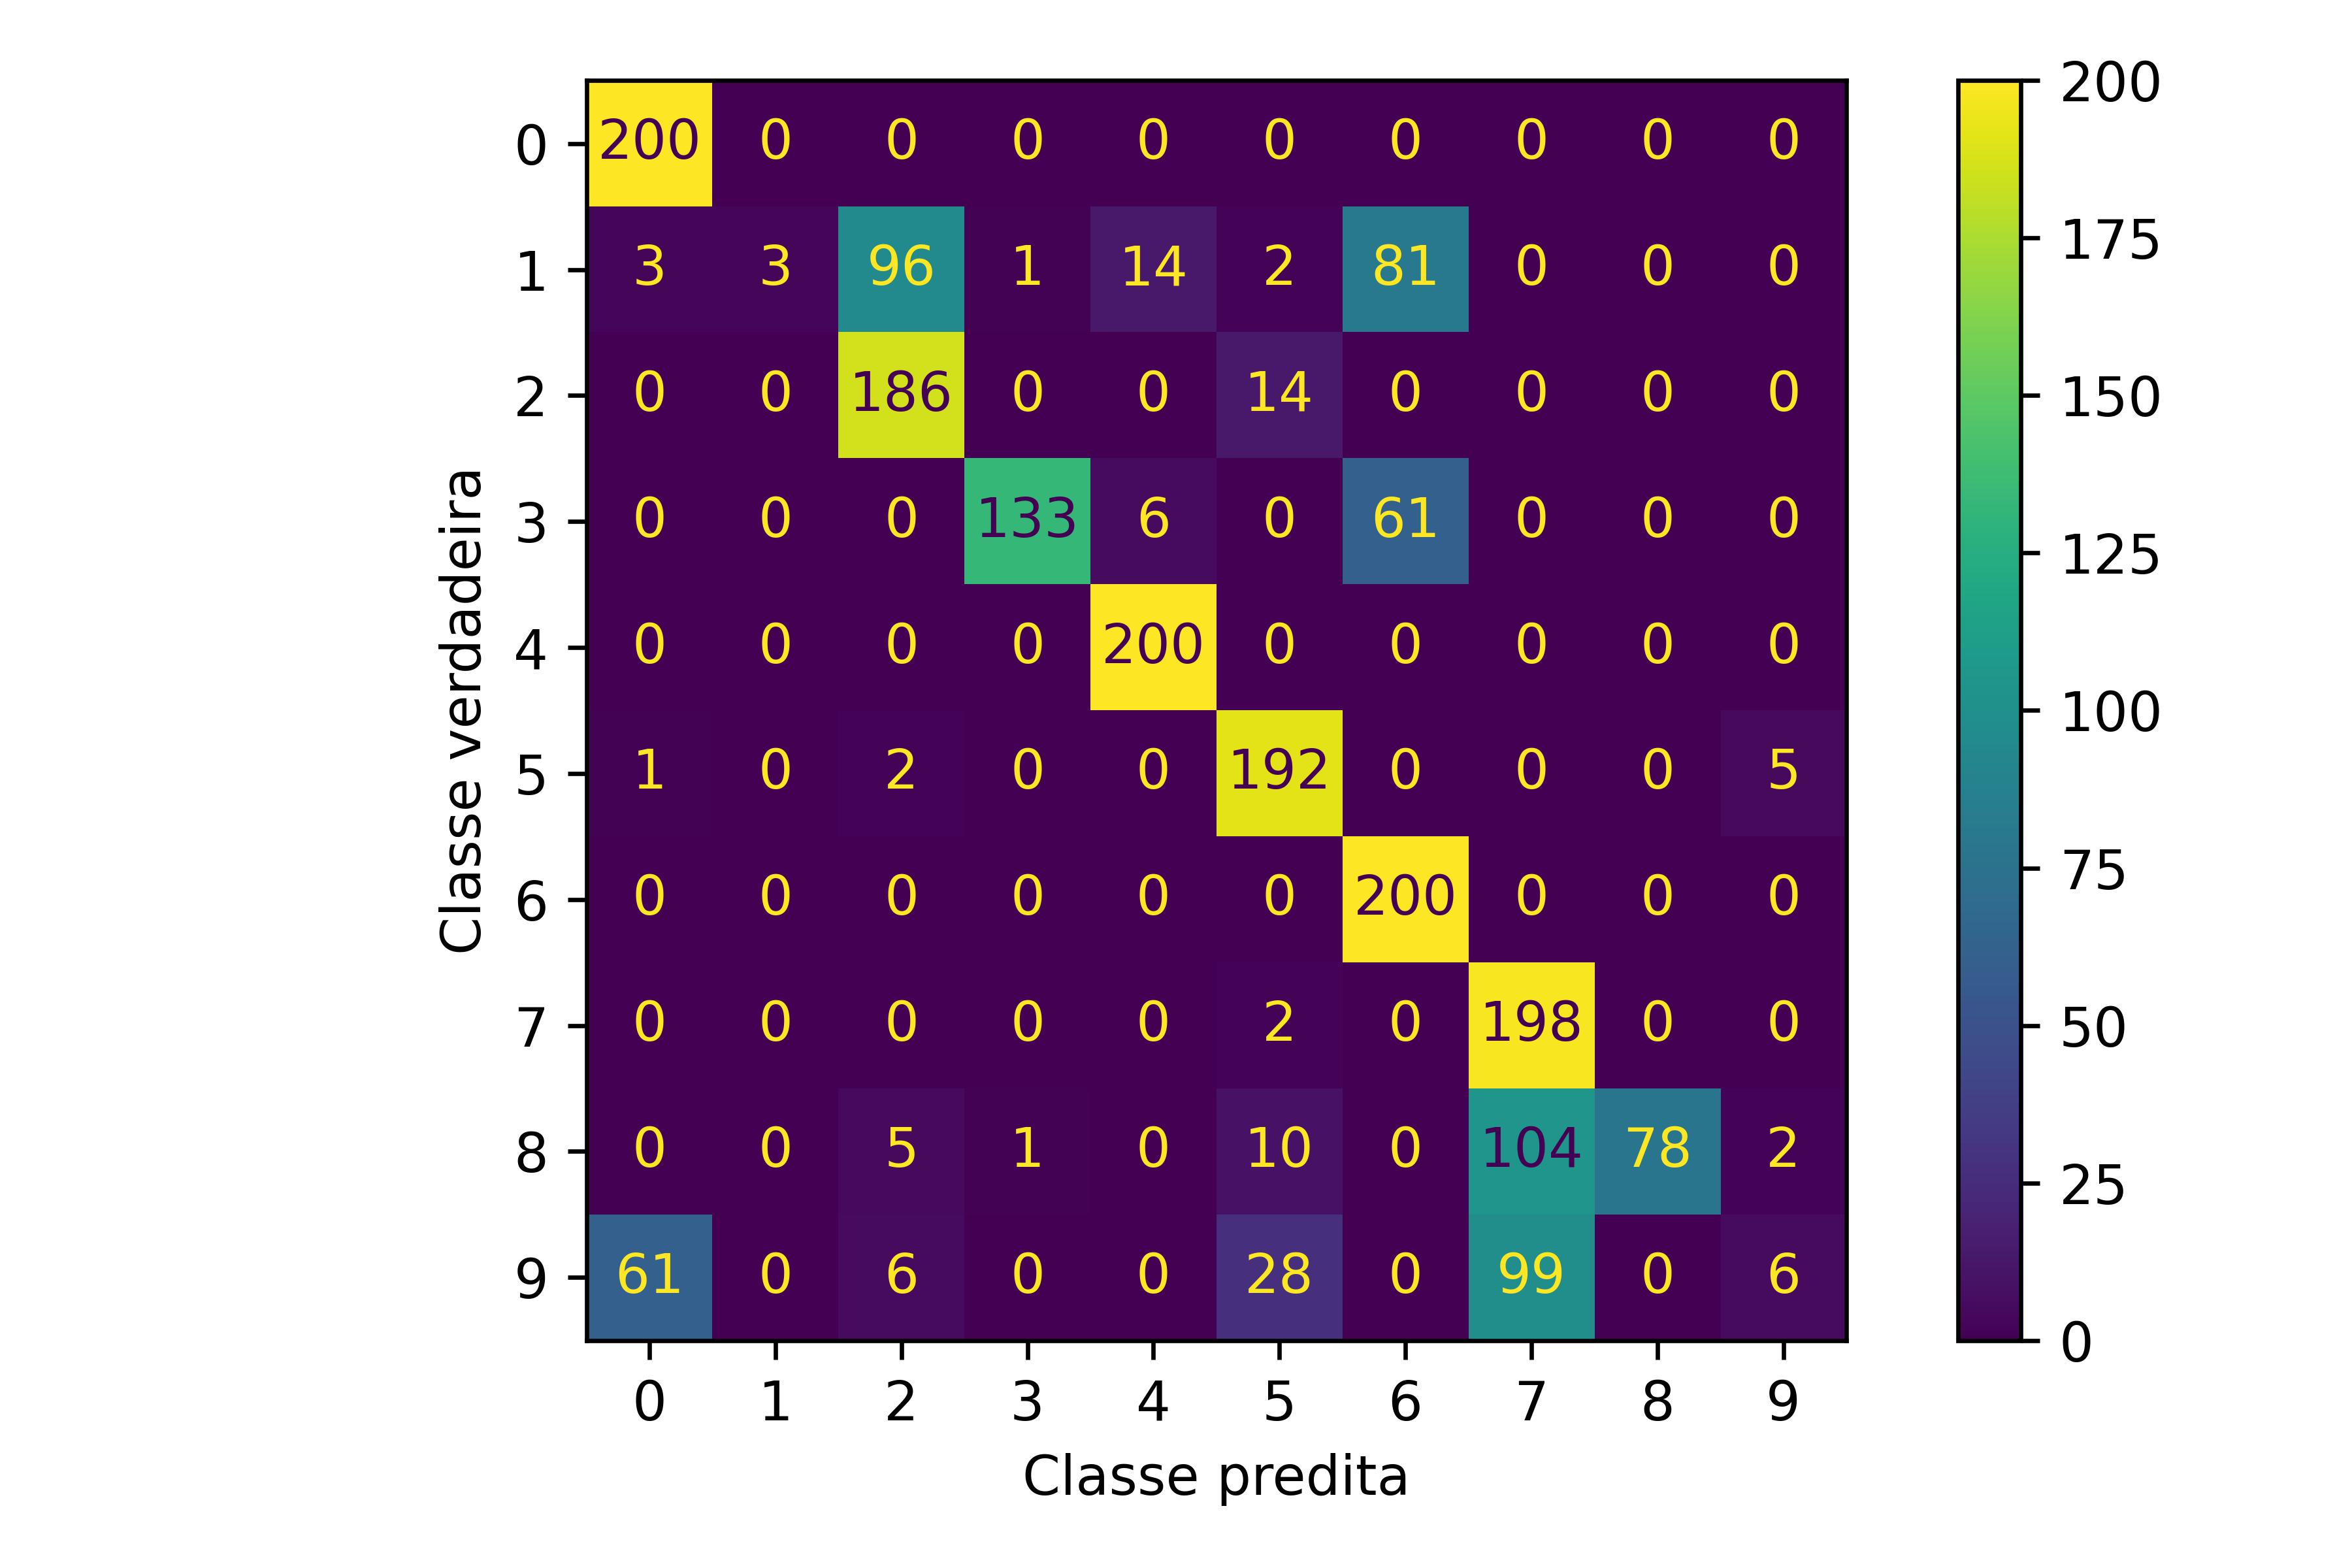 0 200 0 0 0 0 0 0 0 0 0
1 3 3 96 1 14 2 81 0 0 0
2 0 0 186 0 0 14 0 0 0 0
3 0 0 0 133 6 0 61 0 0 0
4 0 0 0 0 200 0 0 0 0 0
5 1 0 2 0 0 192 0 0 0 5
6 0 0 0 0 0 0 200 0 0 0
7 0 0 0 0 0 2 0 198 0 0
8 0 0 5 1 0 10 0 104 78 2
9 61 0 6 0 0 28 0 99 0 6
0 1 2 3 4 5 6 7 8 9
Classe predita
Classe verdadeira
200
175
150
125
100
75
50
25
0